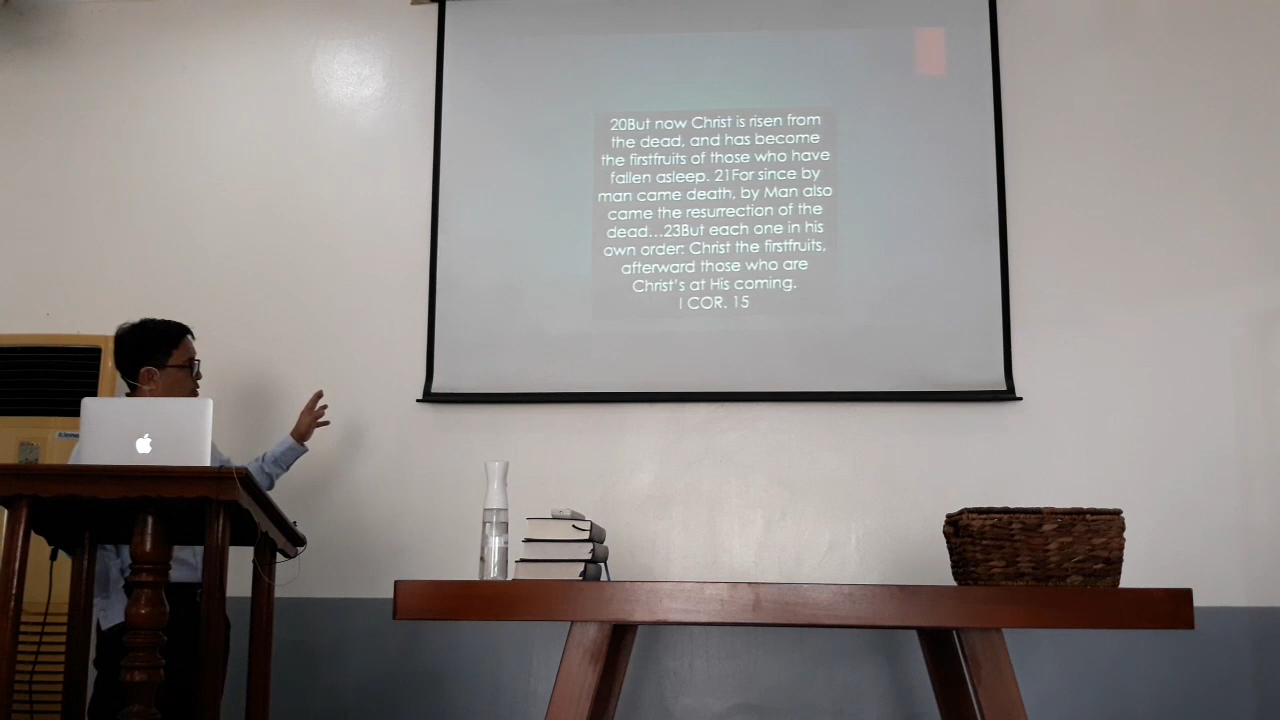 20But now Christ is risen from
the dead, and has become
the firstfruits of those who have
fallen asleep. 21For since by
man came death, by Man also
came the resurrection of the
dead...23But each one in his
own order: Christ the firstfruits,
afterward those who are
Christ's at His coming.
I COR. 15